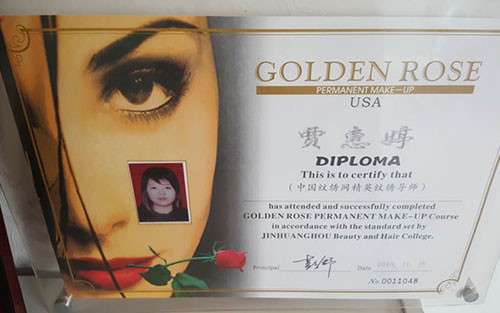 GOLDEN ROSE
PERMANENT MAKE-UP
USA
贾惠婷
DIPLOMA
This is to certify that
(中国纹绣网精英纹绣导师)
has attended and successfully completed
GOLDEN ROSE PERMANENT MAKE-UP Course
in accordance with the standard set by
JINHUANGHOU Beauty and Hair College.
Principal
Date
No.0011048